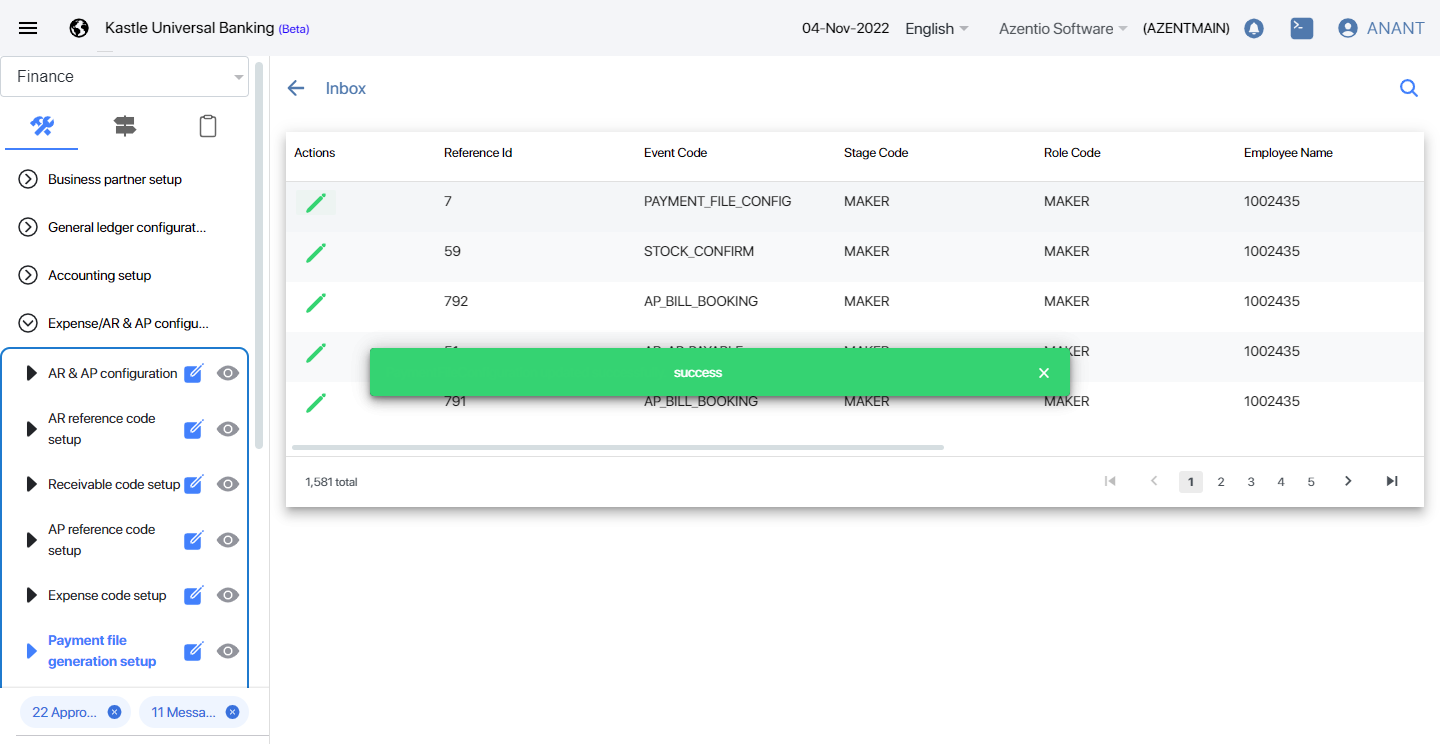 Kastle Universal Banking (Beta)
04-Nov-2022 English Azentio Software (AZENTMAIN) ANANT
Finance
Business partner setup
General ledger configurat...
Accounting setup
Expense/AR & AP configu...
AR & AP configuration
AR reference code
setup
Receivable code setup
AP reference code
setup
Expense code setup
Payment file
generation setup
22 Appro... 11 Messa...
Inbox
Actions Reference Id Event Code Stage Code Role Code Employee Name
7 PAYMENT_FILE_CONFIG MAKER MAKER 1002435
59 STOCK_CONFIRM MAKER MAKER 1002435
792 AP_BILL_BOOKING MAKER MAKER 1002435
1002435
success
791 AP_BILL_BOOKING MAKER MAKER 1002435
1,581 total 1 2 3 4 5